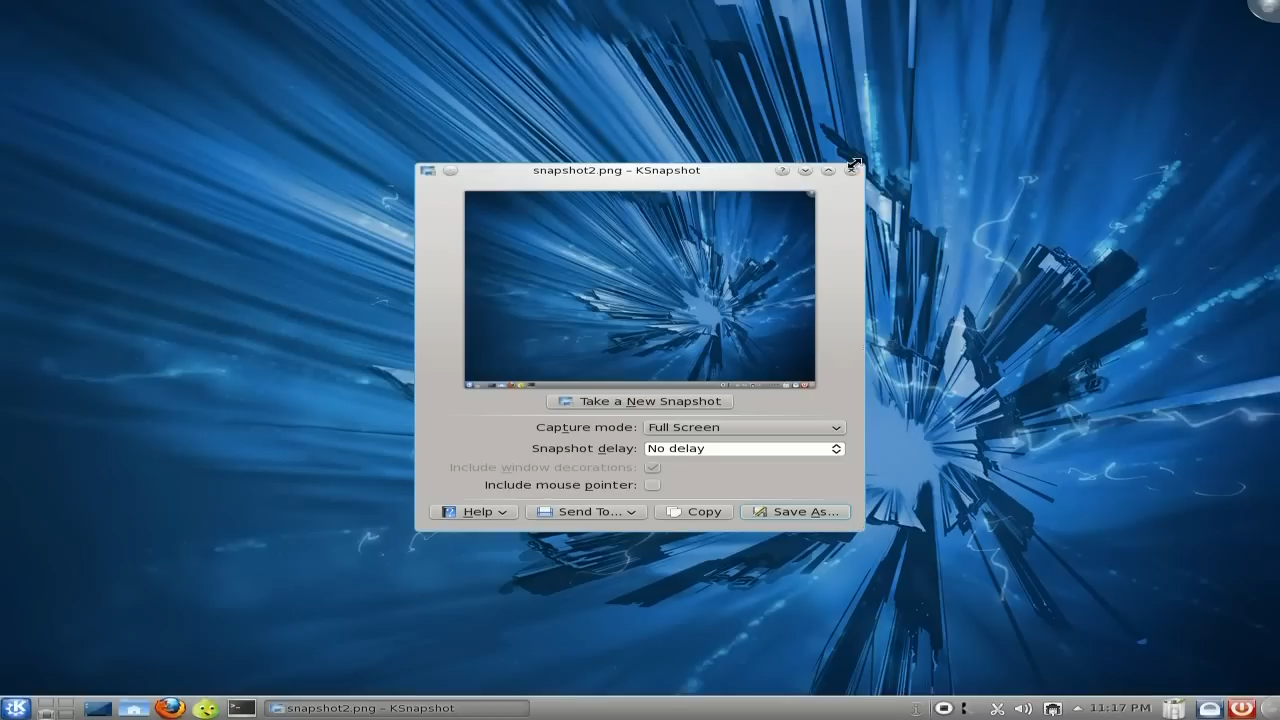 snapshot2.png – KSnapshot
Take a New Snapshot
Capture mode: Full Screen
Snapshot delay: No delay
Include window decorations:
Include mouse pointer:
Help Send To... Copy Save As...
snapshot2.png – KSnapshot 11:17 PM